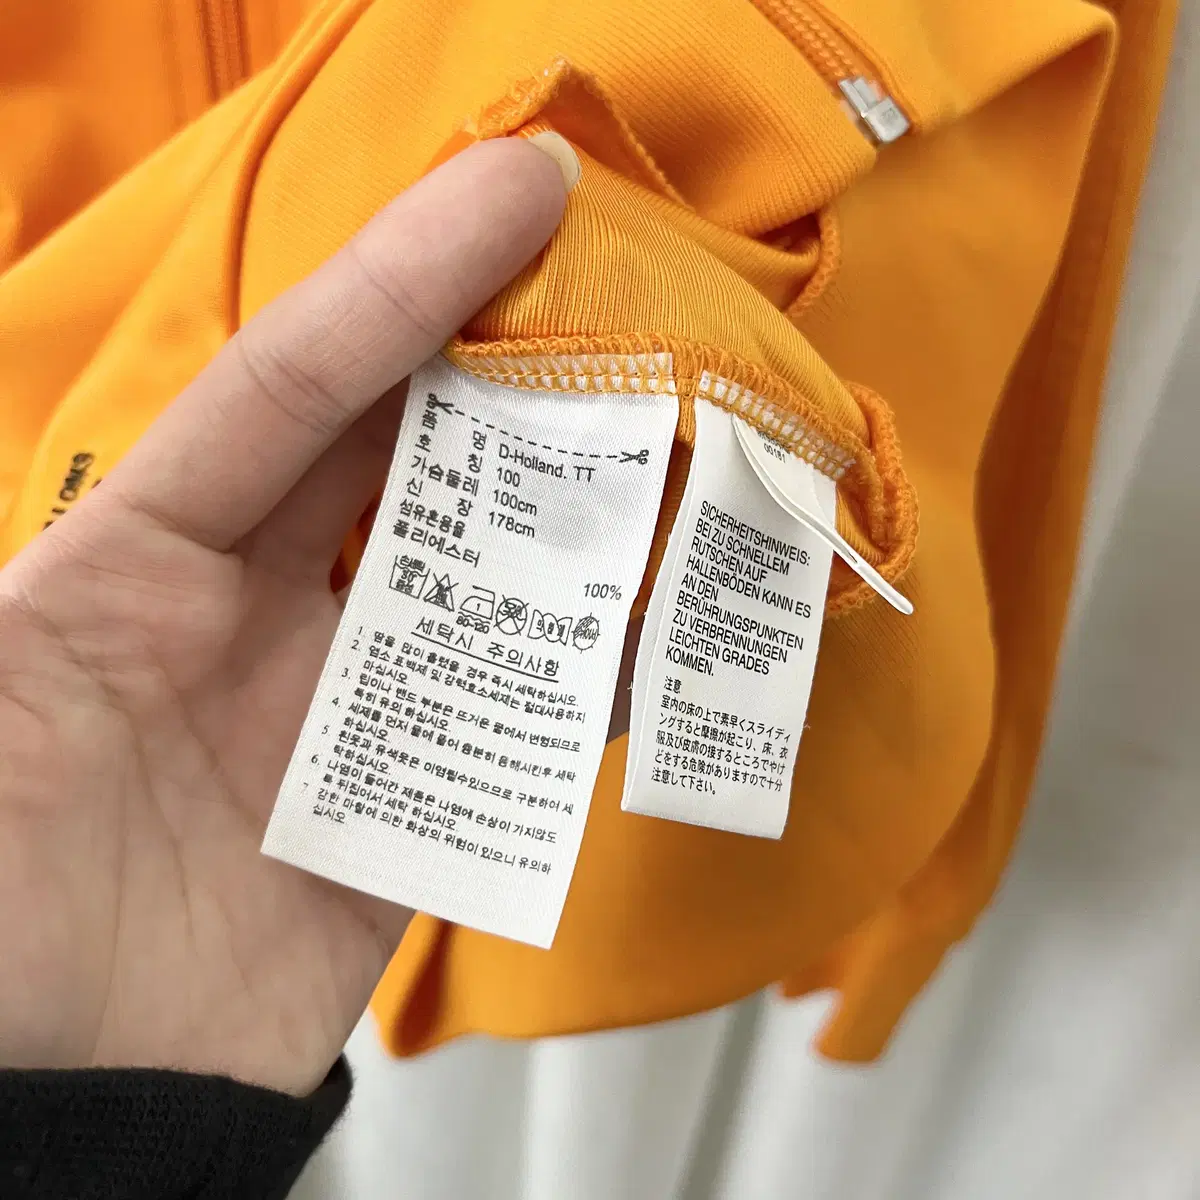 품 명 D-Holland. TT
호 칭 100
가슴둘레 100cm
신 장 178cm
섬유혼용율
폴리에스터 100%
80-120
세탁시 주의사항
1. 땀을 많이 흘렸을 경우 즉시 세탁하십시오.
2. 염소 표백제 및 강력효소세제는 절대사용하지
마십시오
3. 립이나 밴드 부분은 뜨거운 물에서 변형되므로
특히 유의 하십시오.
4. 세제를 먼저 물에 풀어 충분히 용해시킨후 세탁
하십시오.
5. 흰옷과 유색옷은 이염될수있으므로 구분하여 세
탁하십시오.
6. 나염이 들어간 제품은 나염에 손상이 가지않도
록 뒤집어서 세탁 하십시오.
7. 강한 마찰에 의한 화상의 위험이 있으니 유의하
십시오
00181
SICHERHEITSHINWEIS:
BEI ZU SCHNELLEM
RUTSCHEN AUF
HALLENBÖDEN KANN ES
AN DEN
BERÜHRUNGSPUNKTEN
ZU VERBRENNUNGEN
LEICHTEN GRADES
KOMMEN.
注意
室内の床の上で素早くスライディ
ングすると摩擦が起こり、床、衣
服及び皮膚の接するところでやけ
どをする危険がありますので十分
注意して下さい。